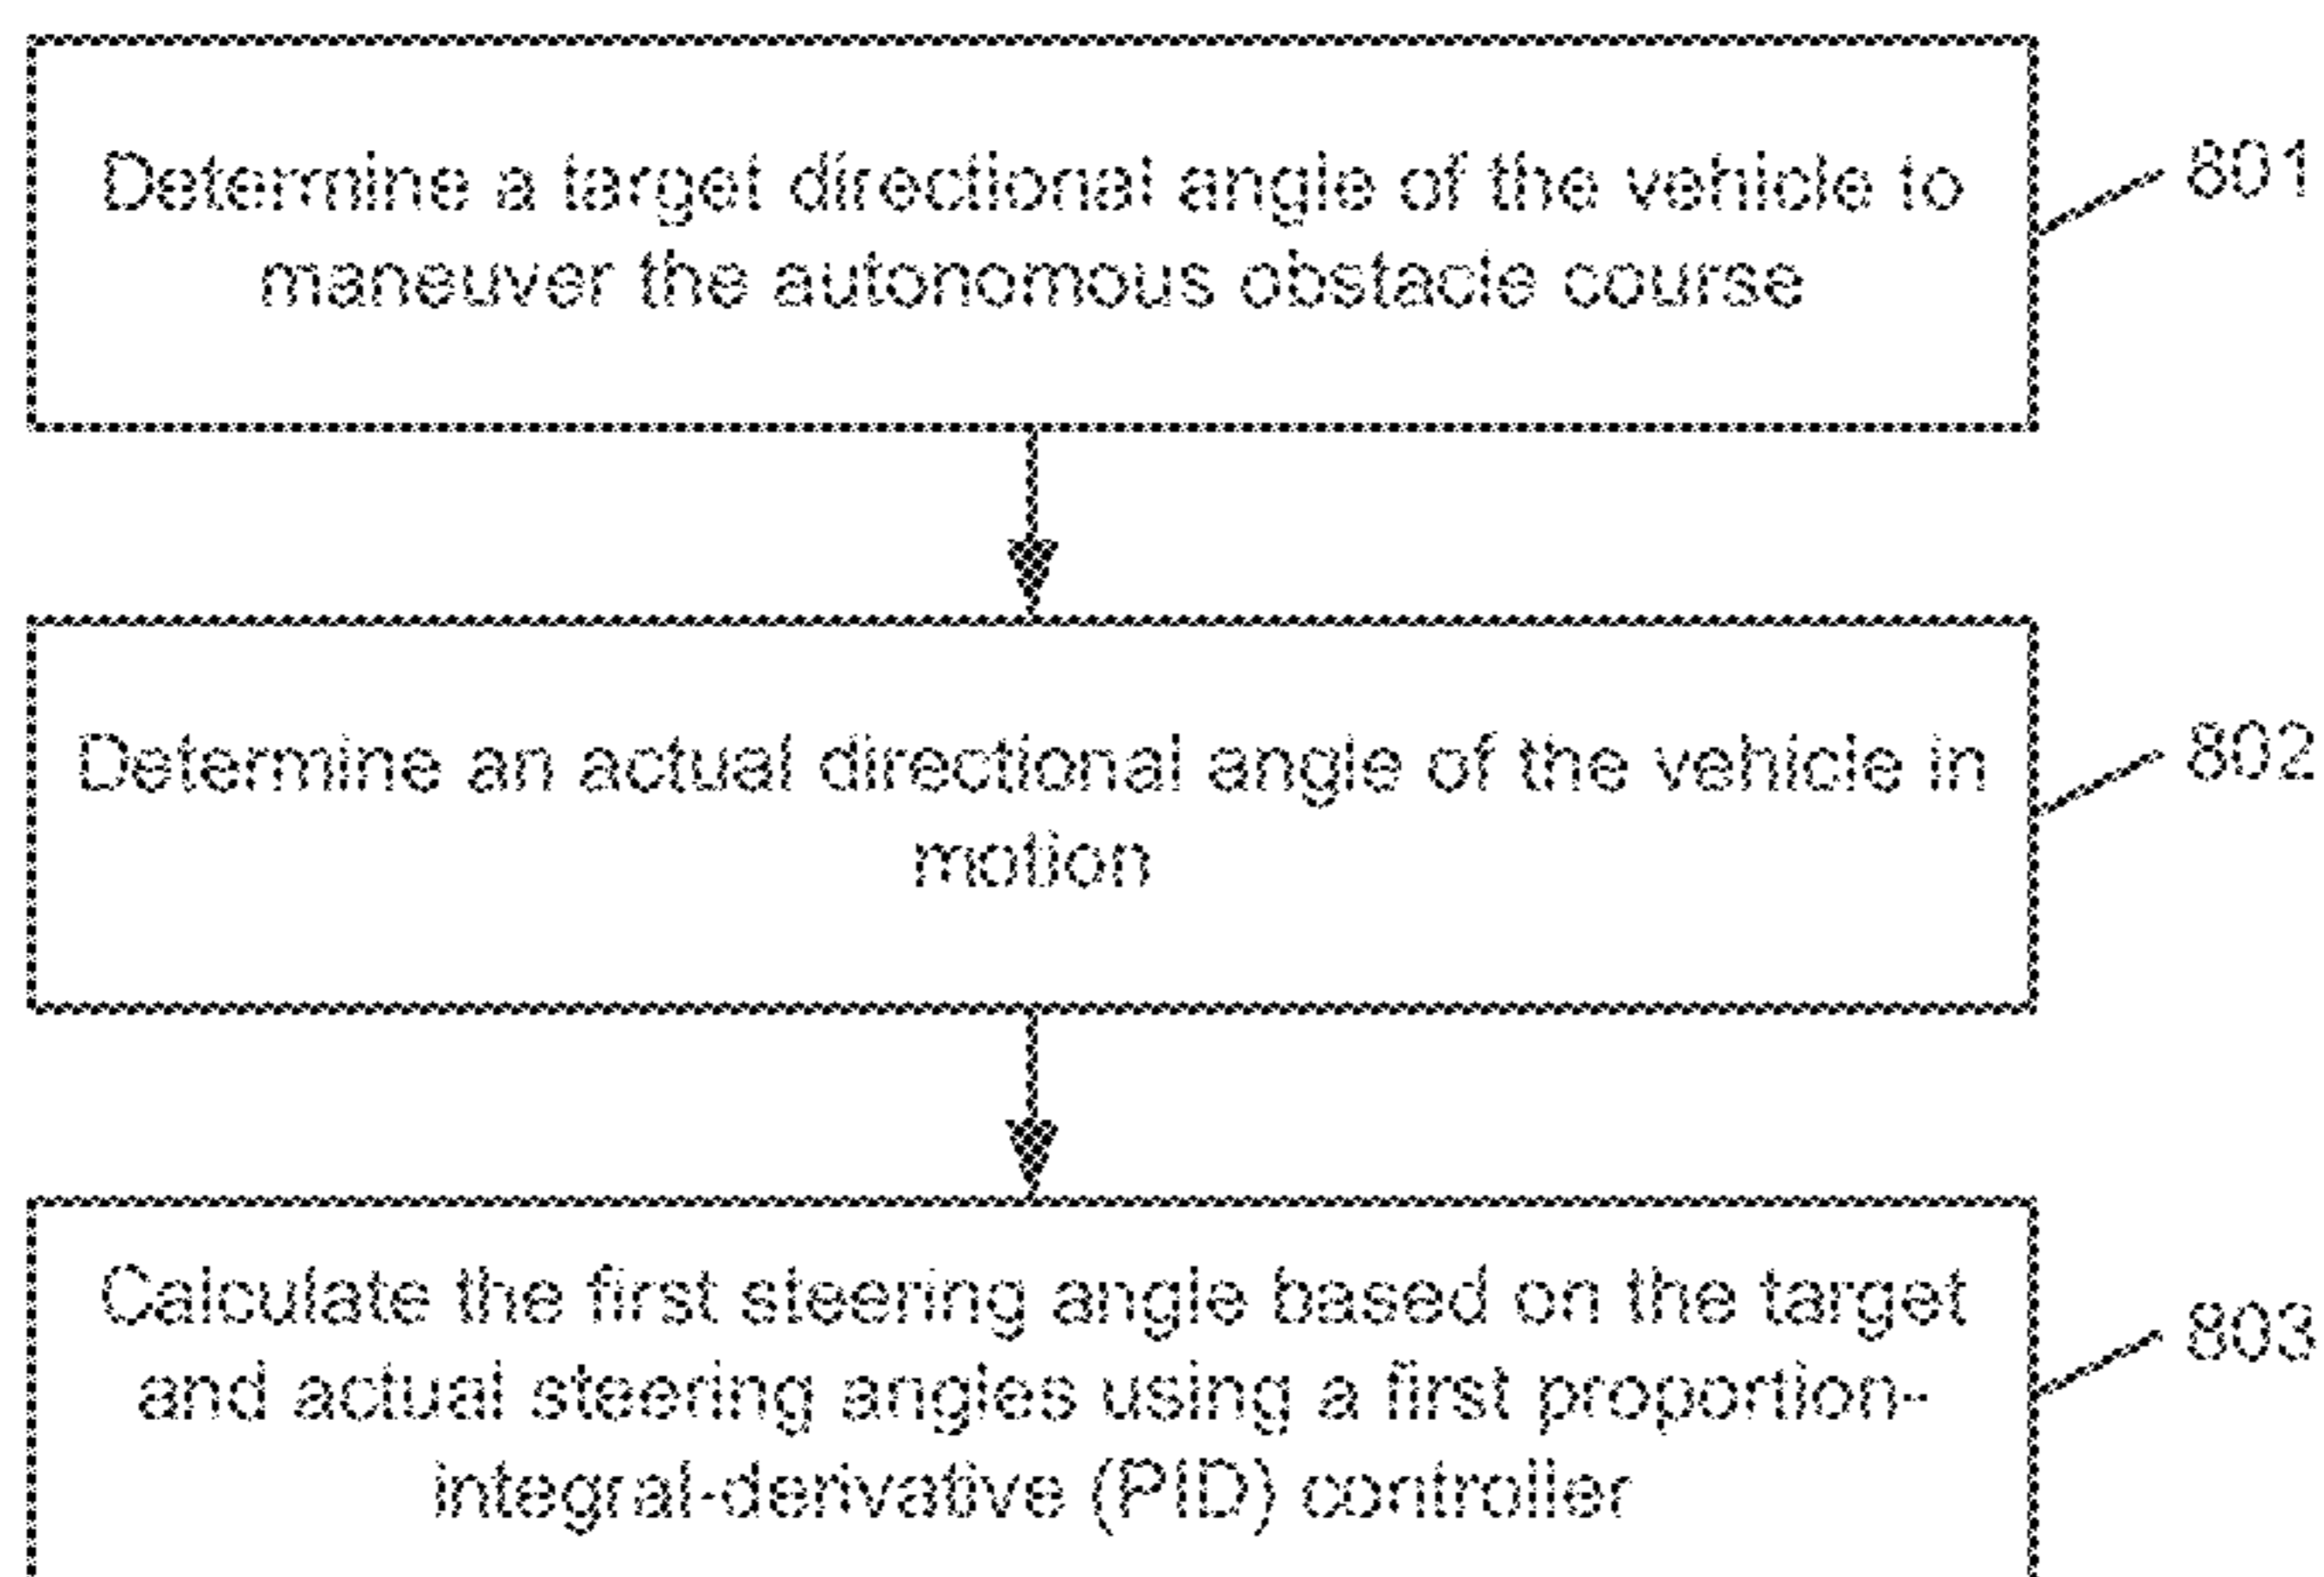 Determine a target directional angle of the vehicle to
maneuver the autonomous obstacle course
801
Determine an actual directional angle of the vehicle in
motion
802
Calculate the first steering angle based on the target
and actual steering angles using a first proportion-
integral-derivative (PID) controller
803